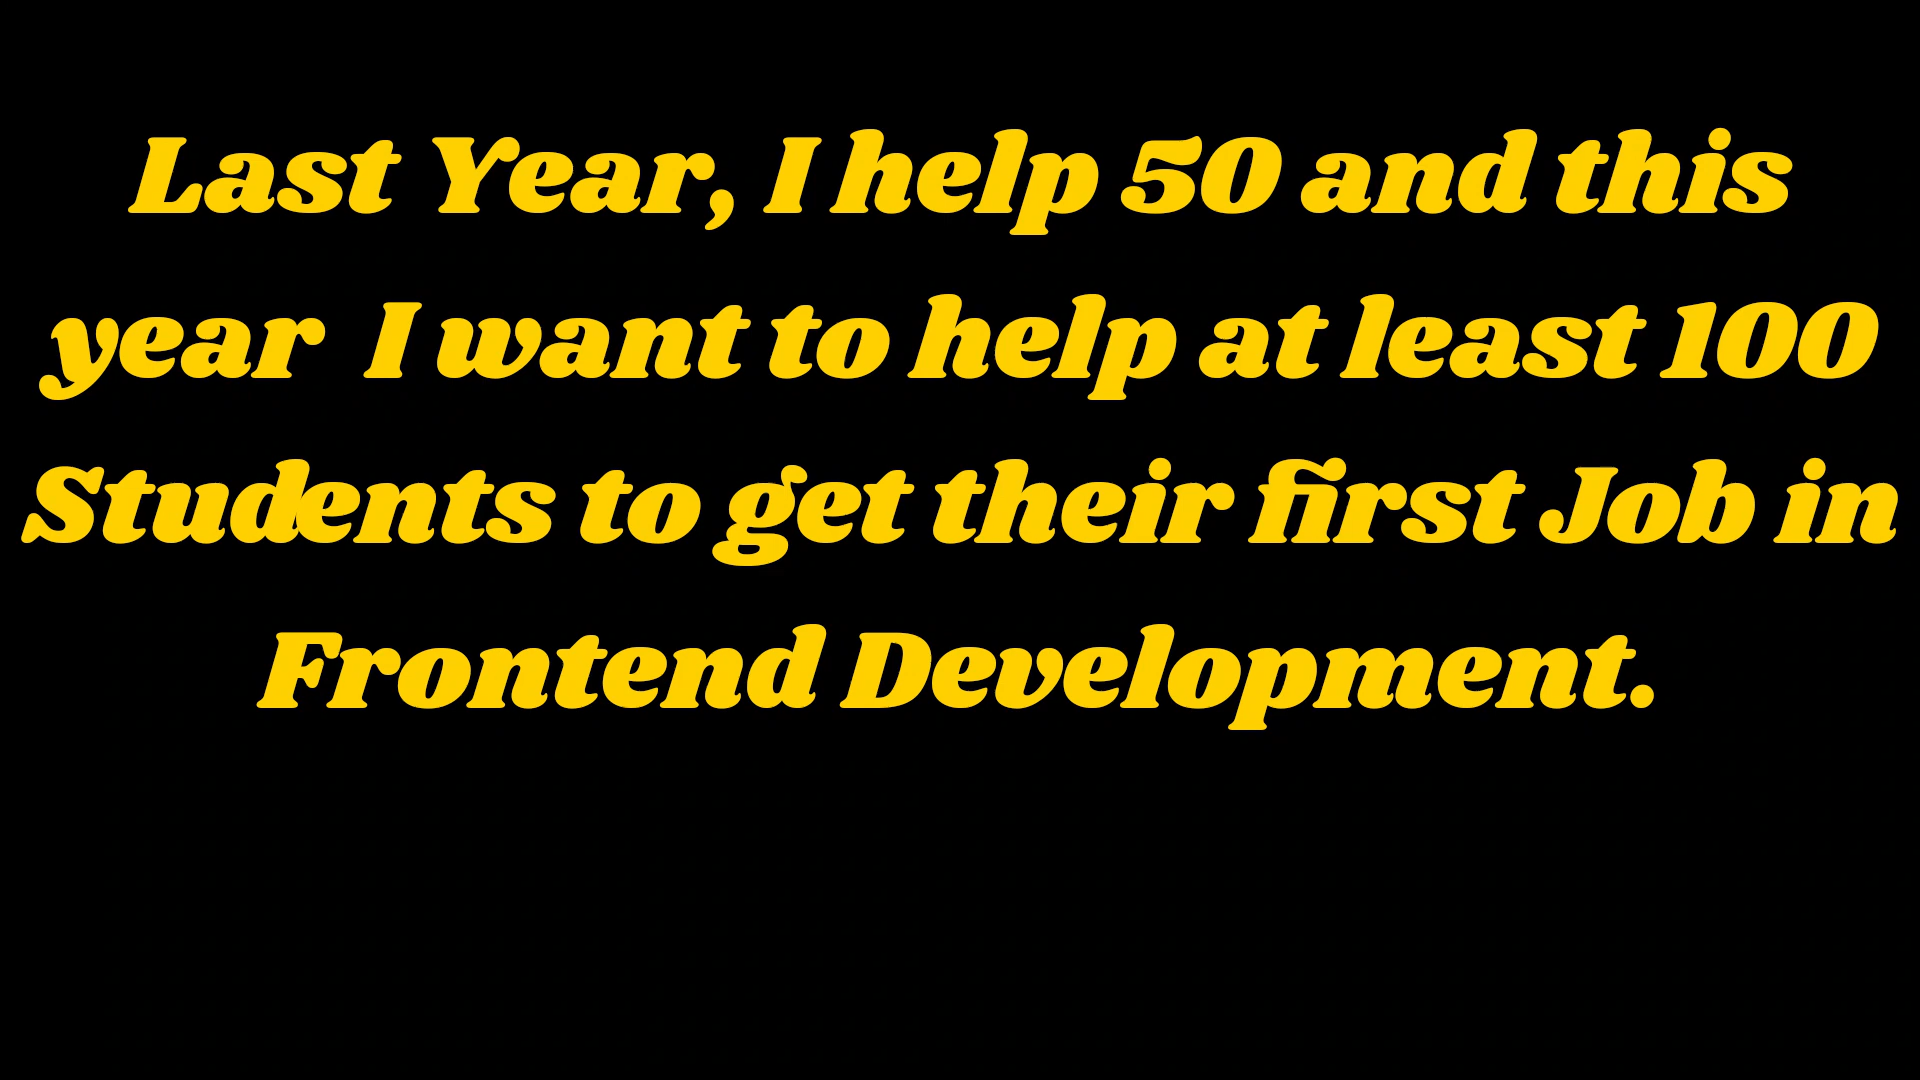 Last Year, I help 50 and this
year  I want to help at least 100
Students to get their first Job in
Frontend Development.